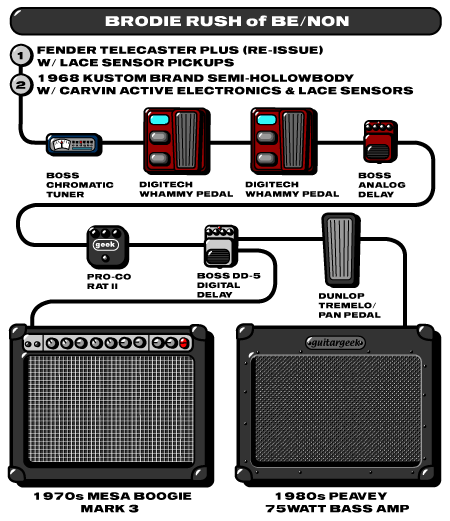 BRODIE RUSH of BE/NON
1 FENDER TELECASTER PLUS (RE-ISSUE)
W/ LACE SENSOR PICKUPS
2 1968 KUSTOM BRAND SEMI-HOLLOWBODY
W/ CARVIN ACTIVE ELECTRONICS & LACE SENSORS
BOSS
CHROMATIC
TUNER
DIGITECH
WHAMMY PEDAL
DIGITECH
WHAMMY PEDAL
BOSS
ANALOG
DELAY
geek
PRO-CO
RAT II
BOSS DD-5
DIGITAL
DELAY
DUNLOP
TREMELO/
PAN PEDAL
guitargeek
1970s MESA BOOGIE
MARK 3
1980s PEAVEY
75WATT BASS AMP